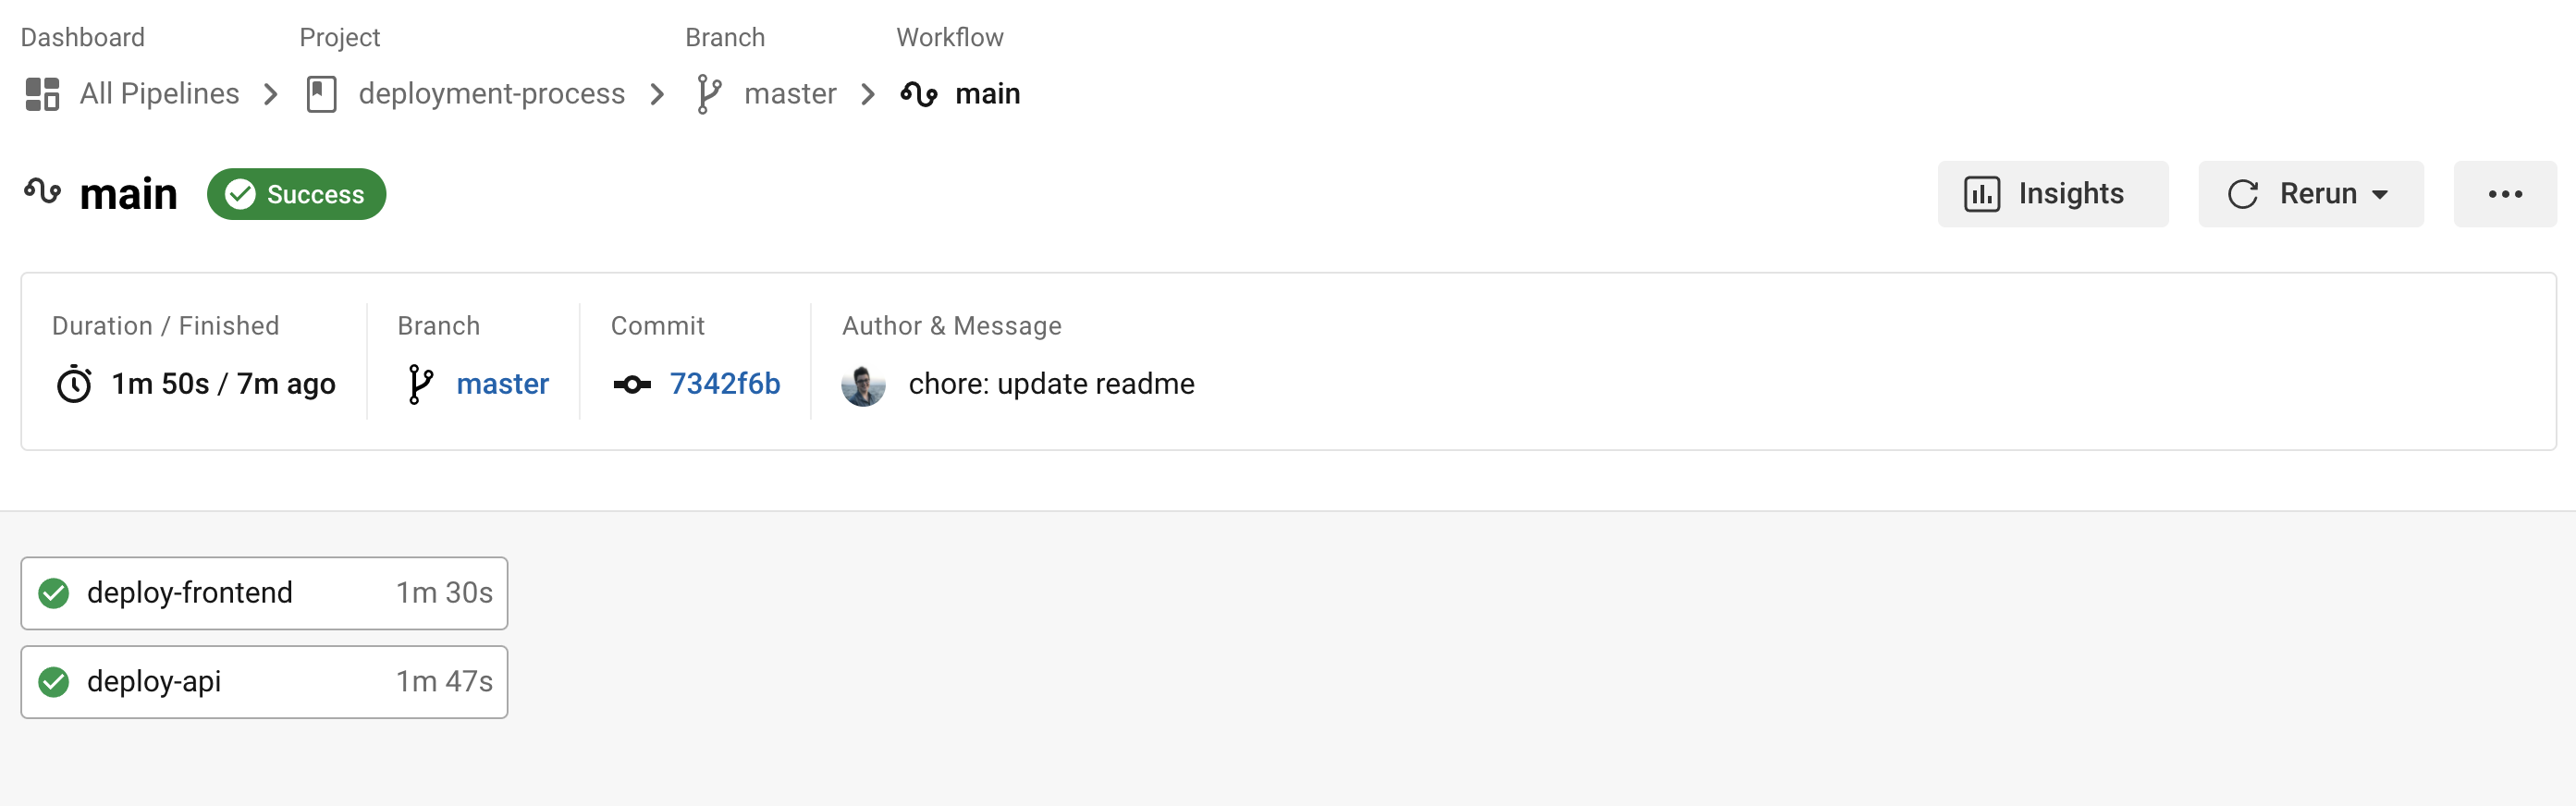 Dashboard Project Branch Workflow
All Pipelines deployment-process master main
main Success Insights Rerun
Duration / Finished Branch Commit Author & Message
1m 50s / 7m ago master 7342f6b chore: update readme
deploy-frontend 1m 30s
deploy-api 1m 47s